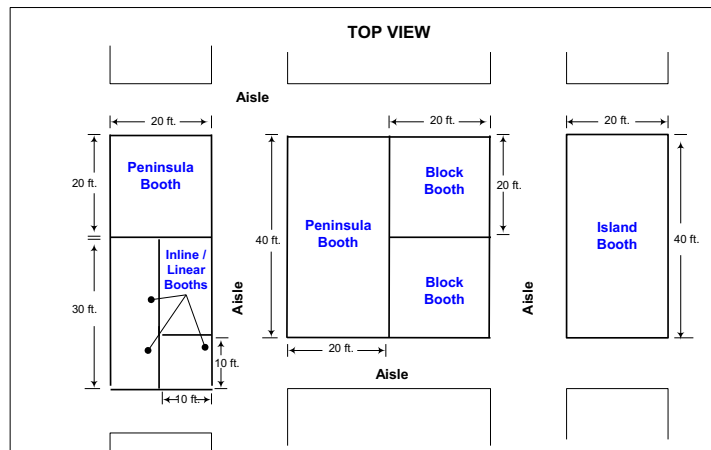 TOP VIEW
Aisle
20 ft.
20 ft.
20 ft.
20 ft.
Peninsula
Booth
Block
Booth
20 ft.
Peninsula
Booth
40 ft.
Island
Booth
40 ft.
Inline /
Linear
Booths
Block
Booth
Aisle
Aisle
30 ft.
20 ft.
10 ft.
Aisle
10 ft.